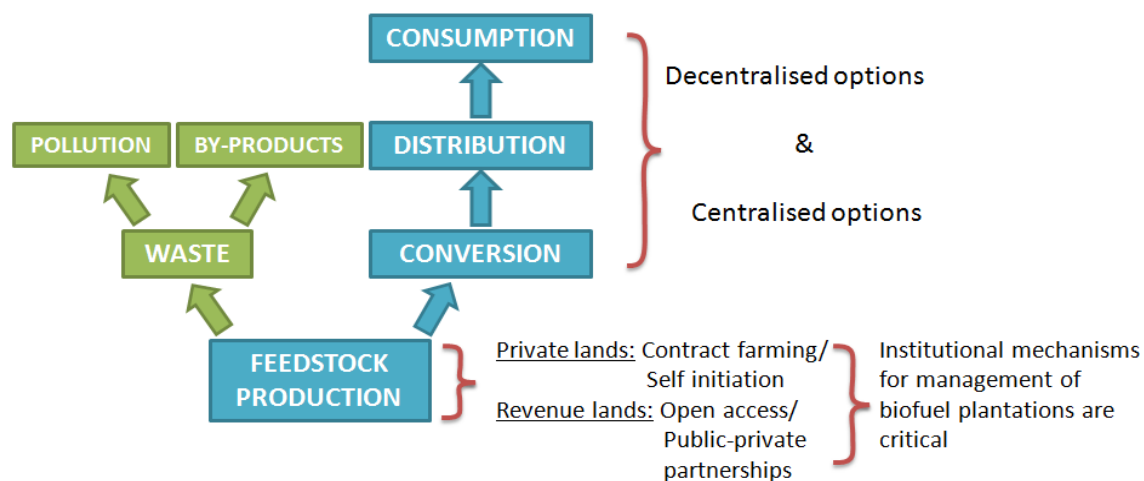 CONSUMPTION
Decentralised options
POLLUTION
BY-PRODUCTS
DISTRIBUTION
&
Centralised options
WASTE
CONVERSION
FEEDSTOCK
PRODUCTION
Private lands: Contract farming/
Self initiation
Revenue lands: Open access/
Public-private
partnerships
Institutional mechanisms
for management of
biofuel plantations are
critical